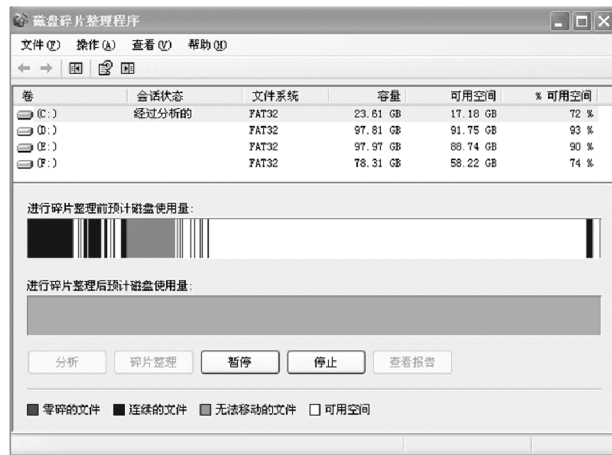 磁盘碎片整理程序
文件(F) 操作(A) 查看(V) 帮助(H)
卷 会话状态 文件系统 容量 可用空间 % 可用空间
(C:) 经过分析的 FAT32 23.61 GB 17.18 GB 72 %
(D:) FAT32 97.81 GB 91.75 GB 93 %
(E:) FAT32 97.97 GB 88.74 GB 90 %
(F:) FAT32 78.31 GB 58.22 GB 74 %
进行碎片整理前预计磁盘使用量:
进行碎片整理后预计磁盘使用量:
分析 碎片整理 暂停 停止 查看报告
零碎的文件 连续的文件 无法移动的文件 可用空间